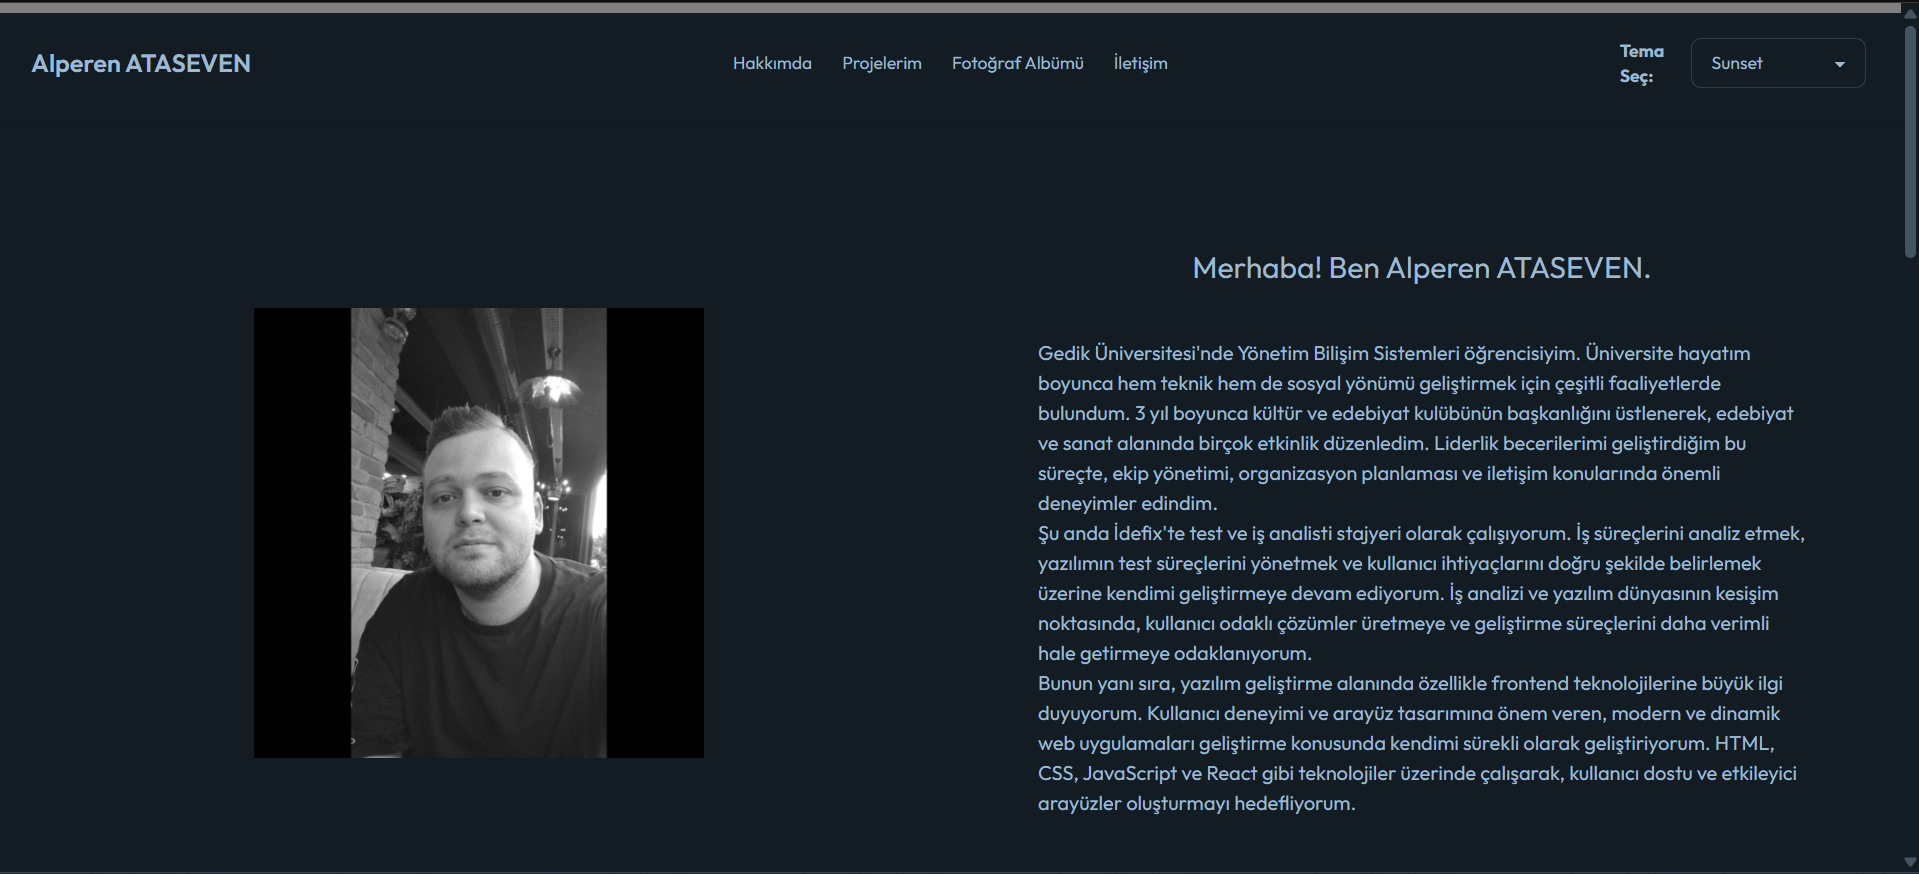 Alperen ATASEVEN
Hakkımda
Projelerim
Fotoğraf Albümü
İletişim
Tema
Seç:
Sunset
Merhaba! Ben Alperen ATASEVEN.
Gedik Üniversitesi'nde Yönetim Bilişim Sistemleri öğrencisiyim. Üniversite hayatım
boyunca hem teknik hem de sosyal yönümü geliştirmek için çeşitli faaliyetlerde
bulundum. 3 yıl boyunca kültür ve edebiyat kulübünün başkanlığını üstlenerek, edebiyat
ve sanat alanında birçok etkinlik düzenledim. Liderlik becerilerimi geliştirdiğim bu
süreçte, ekip yönetimi, organizasyon planlaması ve iletişim konularında önemli
deneyimler edindim.
Şu anda İdefix'te test ve iş analisti stajyeri olarak çalışıyorum. İş süreçlerini analiz etmek,
yazılımın test süreçlerini yönetmek ve kullanıcı ihtiyaçlarını doğru şekilde belirlemek
üzerine kendimi geliştirmeye devam ediyorum. İş analizi ve yazılım dünyasının kesişim
noktasında, kullanıcı odaklı çözümler üretmeye ve geliştirme süreçlerini daha verimli
hale getirmeye odaklanıyorum.
Bunun yanı sıra, yazılım geliştirme alanında özellikle frontend teknolojilerine büyük ilgi
duyuyorum. Kullanıcı deneyimi ve arayüz tasarımına önem veren, modern ve dinamik
web uygulamaları geliştirme konusunda kendimi sürekli olarak geliştiriyorum. HTML,
CSS, JavaScript ve React gibi teknolojiler üzerinde çalışarak, kullanıcı dostu ve etkileyici
arayüzler oluşturmayı hedefliyorum.